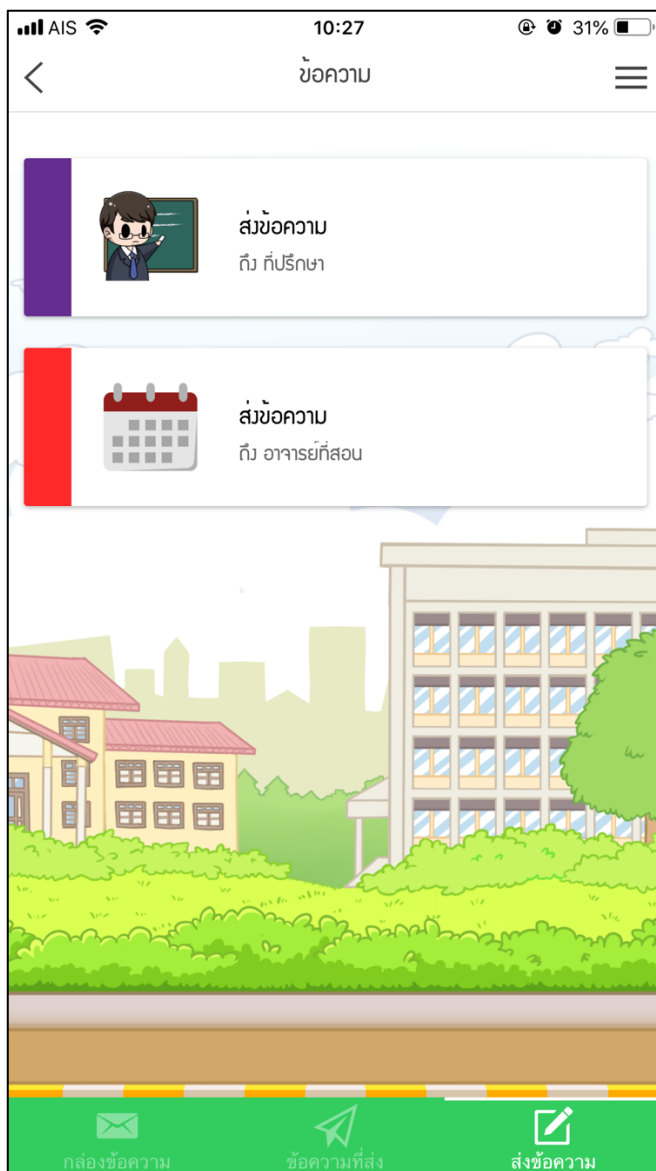 AIS 10:27 31%
ข้อความ
ส่งข้อความ
ถึง ที่ปรึกษา
ส่งข้อความ
ถึง อาจารย์ที่สอน
กล่องข้อความ ข้อความที่ส่ง ส่งข้อความ